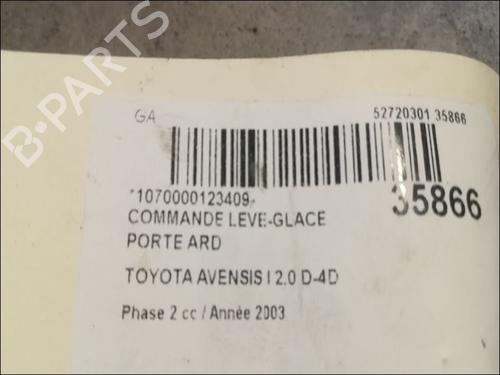 B-PARTS
GA
52720301 35866
*1070000123409*
35866
COMMANDE LEVE-GLACE
PORTE ARD
TOYOTA AVENSIS I 2.0 D-4D
Phase 2 cc / Année 2003